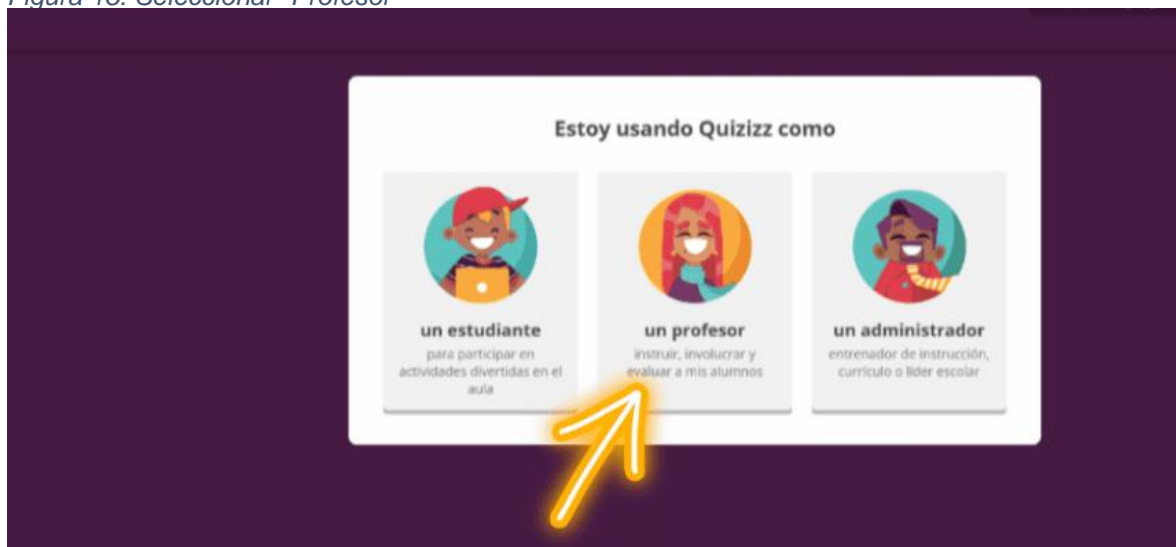 Estoy usando Quizizz como
un estudiante
para participar en
actividades divertidas en el
aula
un profesor
instruir, involucrar y
evaluar a mis alumnos
un administrador
entrenador de instrucción,
currículo o líder escolar